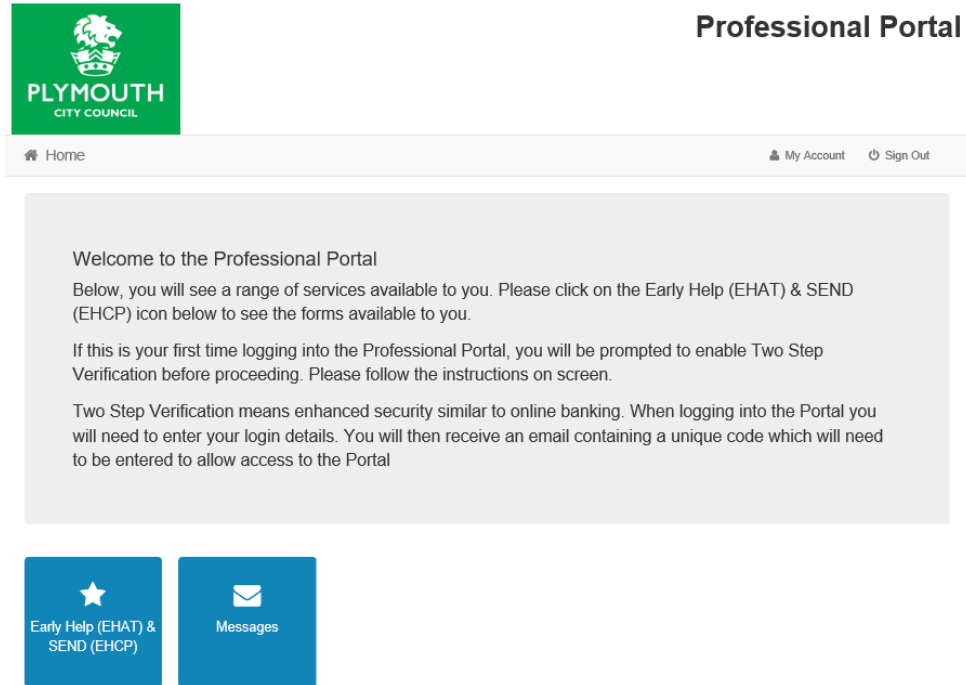 Professional Portal
PLYMOUTH
CITY COUNCIL
Home
My Account
Sign Out
Welcome to the Professional Portal
Below, you will see a range of services available to you. Please click on the Early Help (EHAT) & SEND
(EHCP) icon below to see the forms available to you.
If this is your first time logging into the Professional Portal, you will be prompted to enable Two Step
Verification before proceeding. Please follow the instructions on screen.
Two Step Verification means enhanced security similar to online banking. When logging into the Portal you
will need to enter your login details. You will then receive an email containing a unique code which will need
to be entered to allow access to the Portal
Early Help (EHAT) &
SEND (EHCP)
Messages